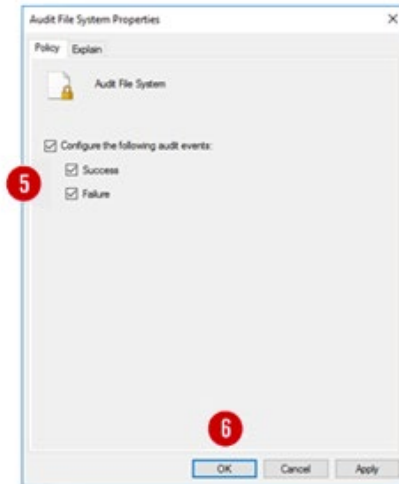 Audit File System Properties
Policy Explain
Audit File System
Configure the following audit events:
5
Success
Failure
6
OK Cancel Apply